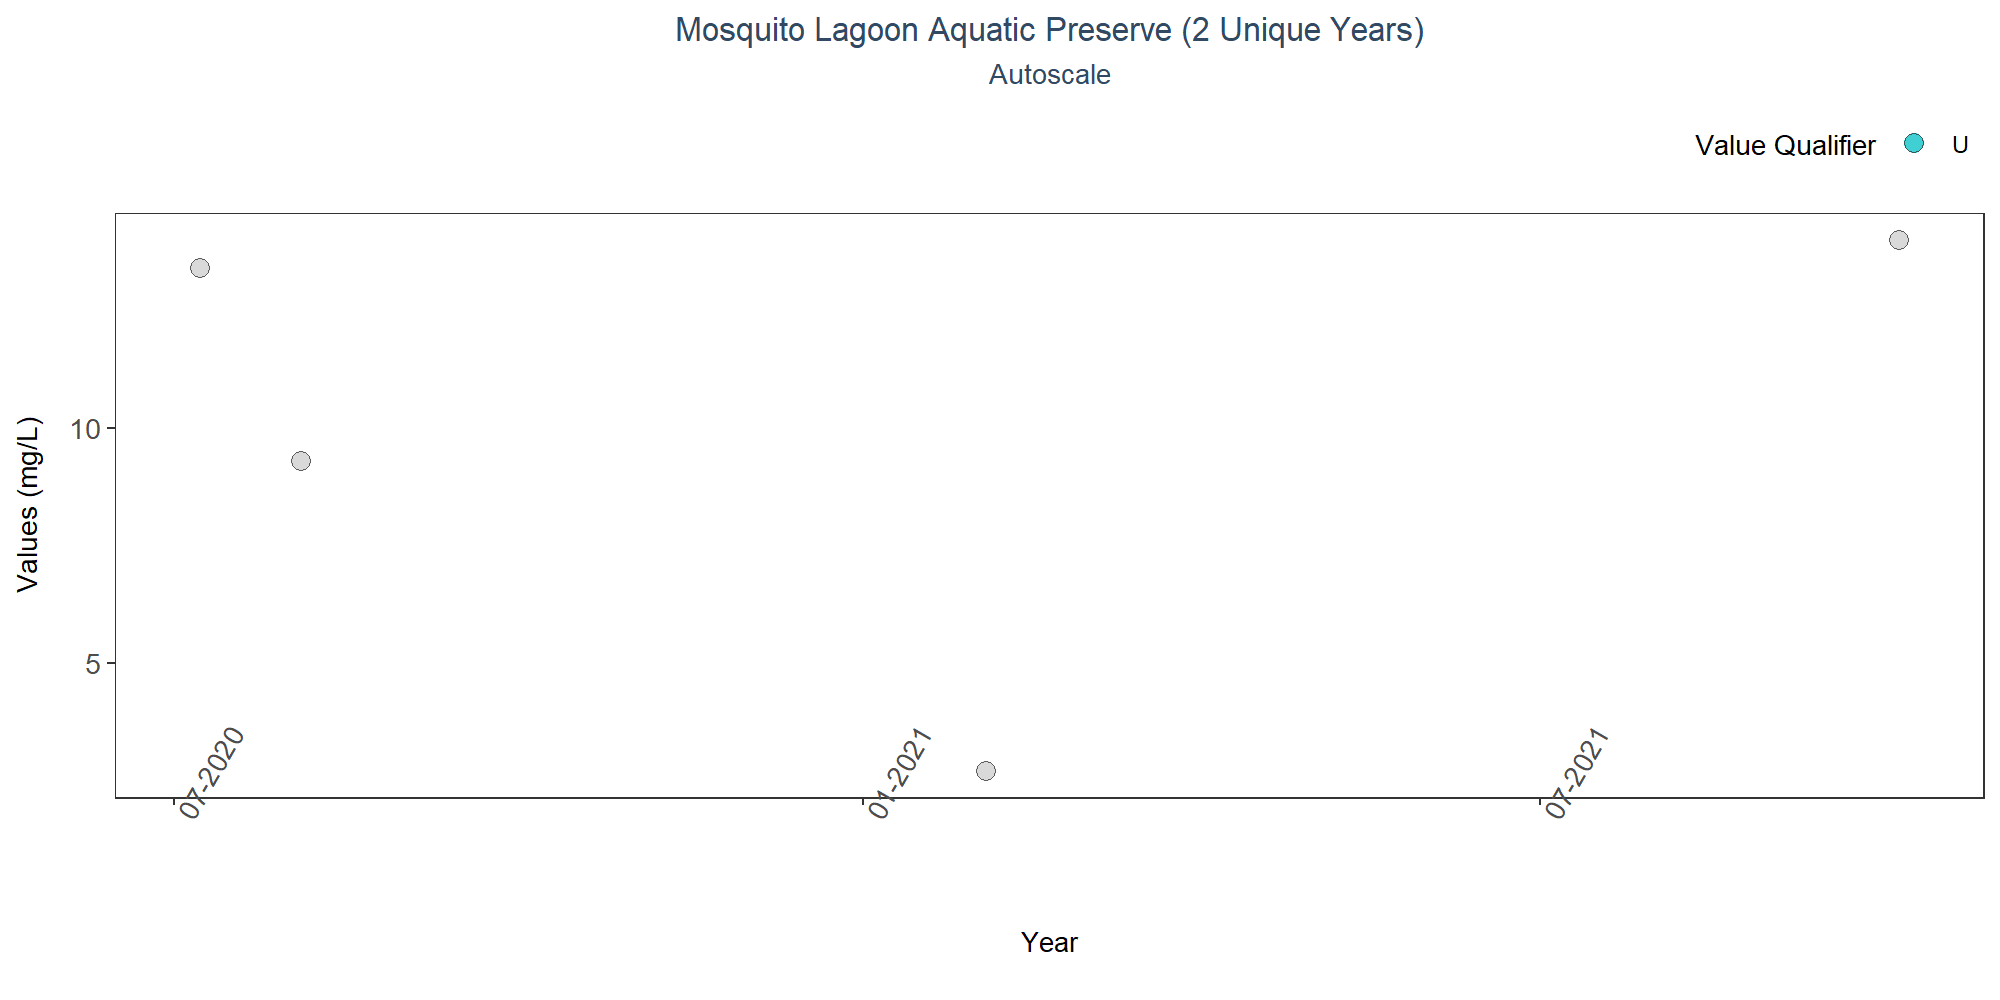 Mosquito Lagoon Aquatic Preserve (2 Unique Years)
Autoscale
Value Qualifier U
Values (mg/L)
10
5
07-2020
01-2021
07-2021
Year